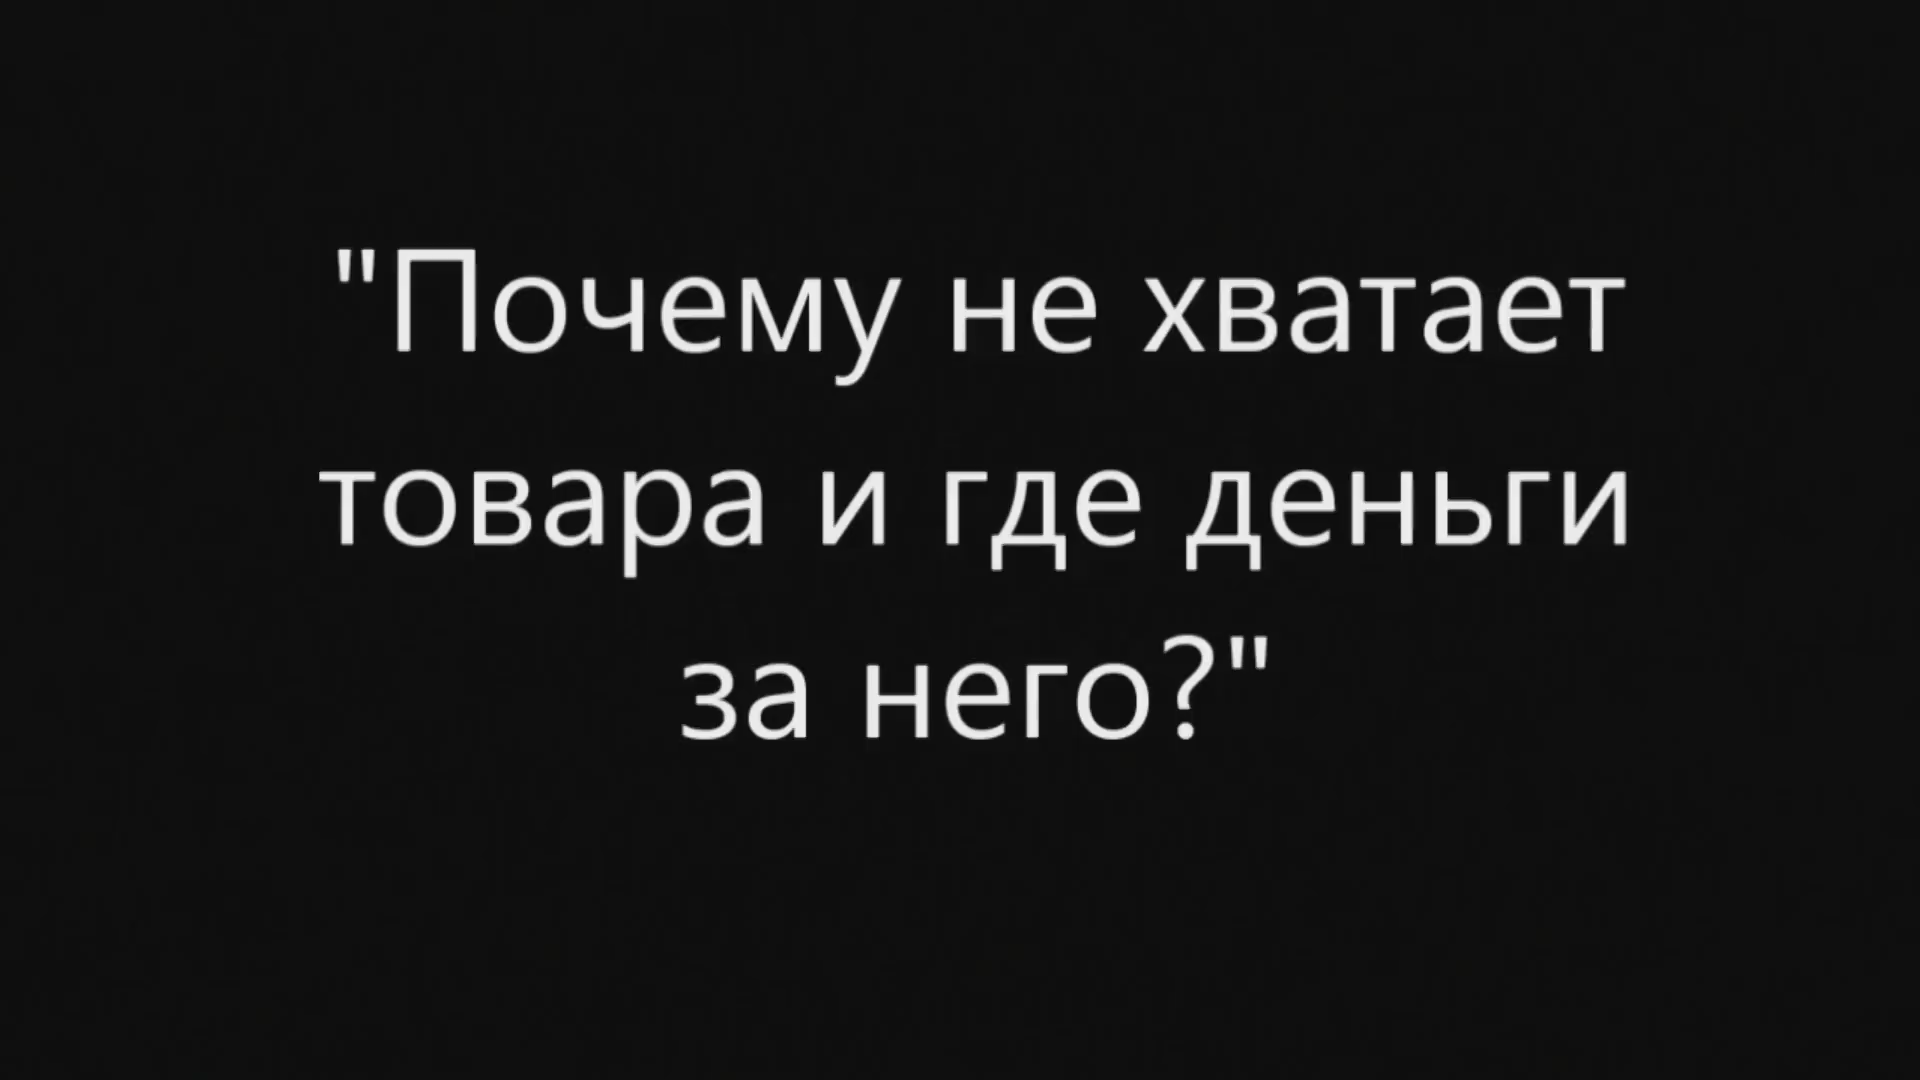 "Почему не хватает
товара и где деньги
за него?"